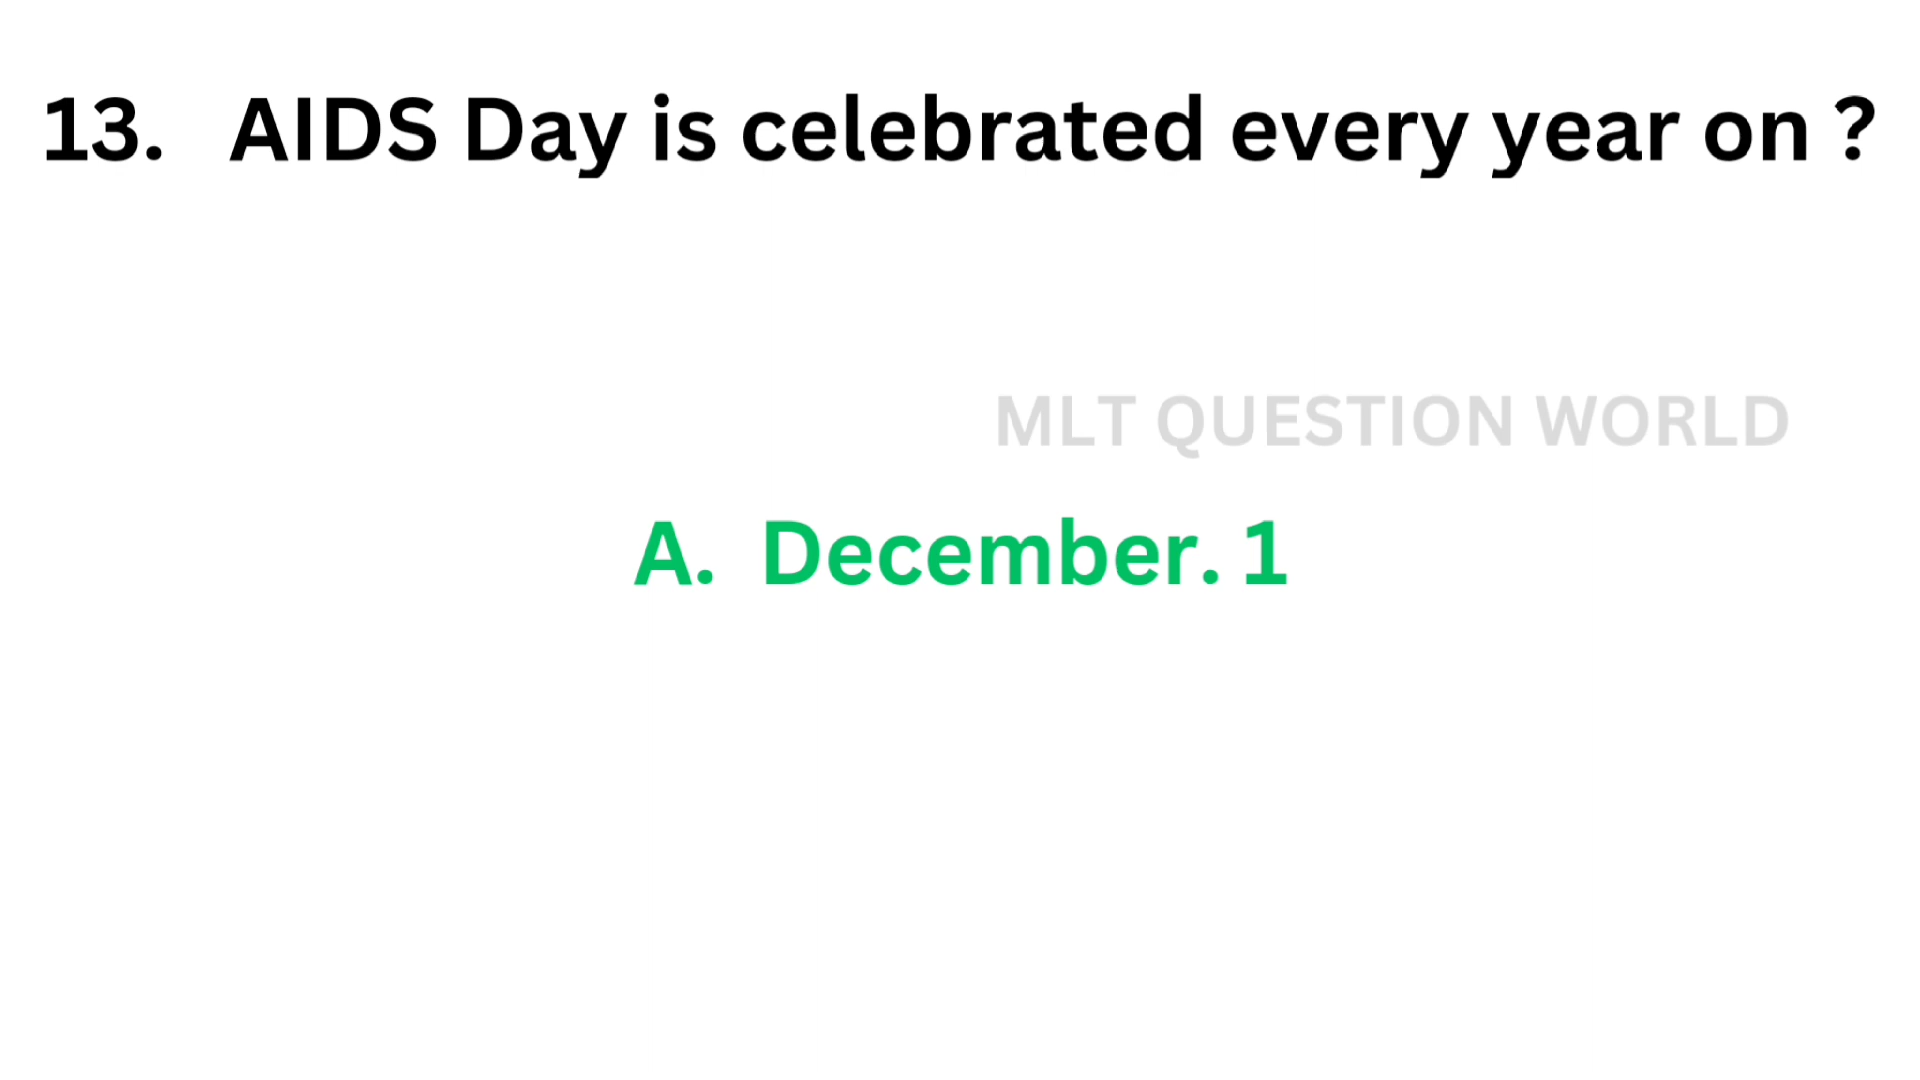 13. AIDS Day is celebrated every year on ?
MLT QUESTION WORLD
A. December. 1